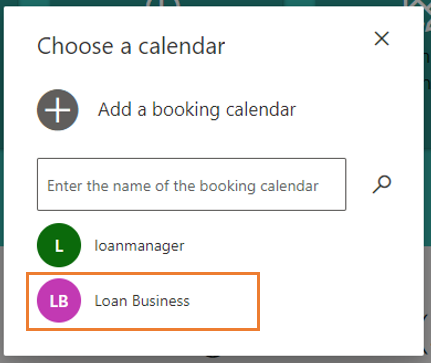 Choose a calendar
Add a booking calendar
Enter the name of the booking calendar
L loanmanager
LB Loan Business